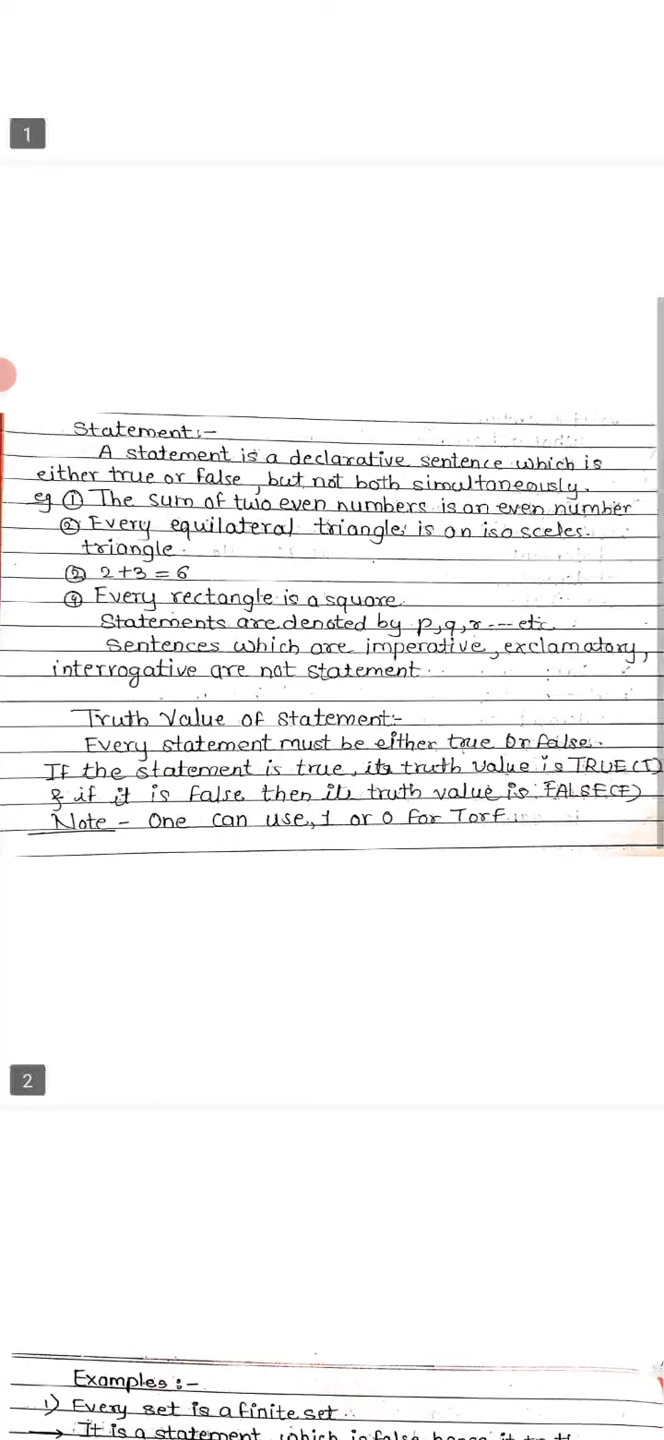 1
Statement:-
A statement is a declarative sentence which is
either true or false, but not both simultaneously.
eg ① The sum of two even numbers is an even number
② Every equilateral triangle is an isosceles.
triangle.
③ 2+3 = 6
④ Every rectangle is a square.
Statements are denoted by p, q, r --- etc.
Sentences which are imperative, exclamatory,
interrogative are not statement.
Truth Value of Statement:-
Every statement must be either true or false.
If the statement is true, its truth value is TRUE(T)
& if it is false then its truth value is FALSE(F)
Note - One can use, 1 or 0 for T or F.
2
Examples :-
1) Every set is a finite set.
→ It is a statement, which is false hence it